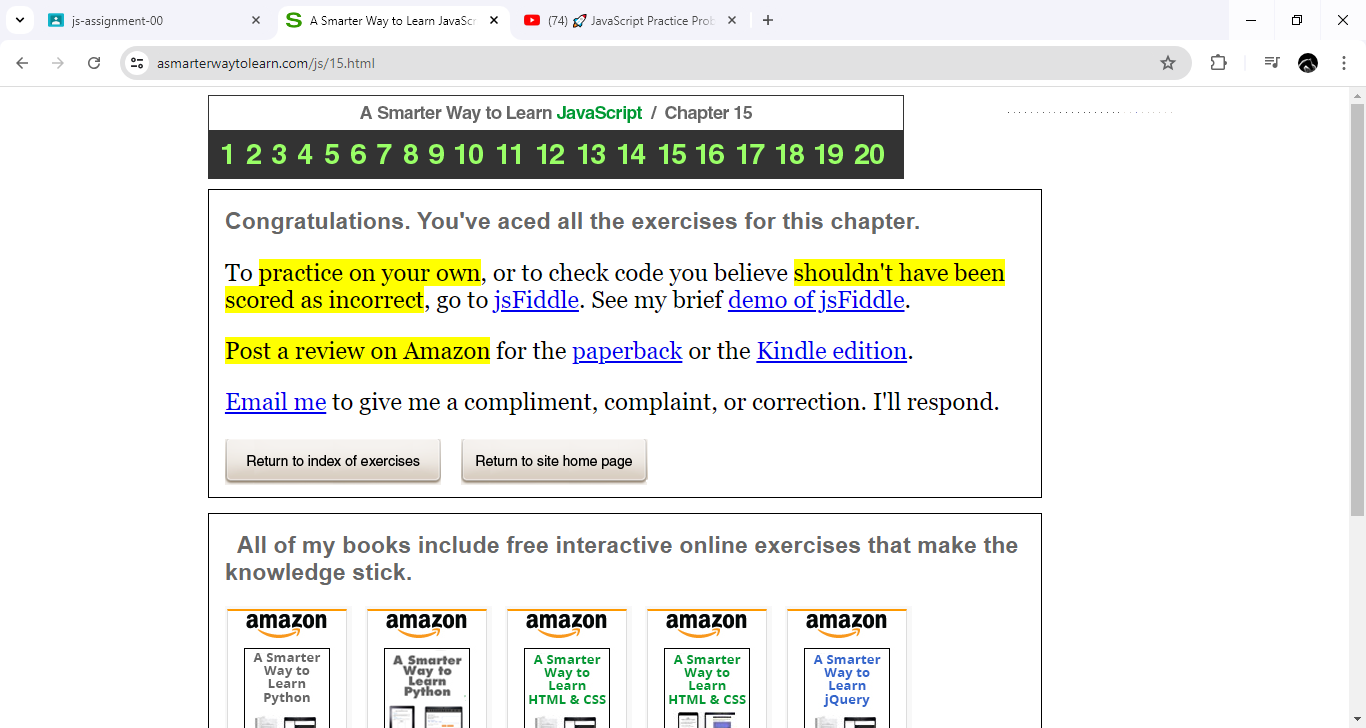 js-assignment-00
A Smarter Way to Learn JavaScr
(74) 🚀 JavaScript Practice Prob
asmarterwaytolearn.com/js/15.html
A Smarter Way to Learn JavaScript / Chapter 15
1 2 3 4 5 6 7 8 9 10 11 12 13 14 15 16 17 18 19 20
Congratulations. You've aced all the exercises for this chapter.
To practice on your own, or to check code you believe shouldn't have been
scored as incorrect, go to jsFiddle. See my brief demo of jsFiddle.
Post a review on Amazon for the paperback or the Kindle edition.
Email me to give me a compliment, complaint, or correction. I'll respond.
Return to index of exercises Return to site home page
All of my books include free interactive online exercises that make the
knowledge stick.
amazon amazon amazon amazon amazon
A Smarter
Way to
Learn
Python
A Smarter
Way to
Learn
Python
A Smarter
Way to
Learn
HTML & CSS
A Smarter
Way to
Learn
HTML & CSS
A Smarter
Way to
Learn
jQuery